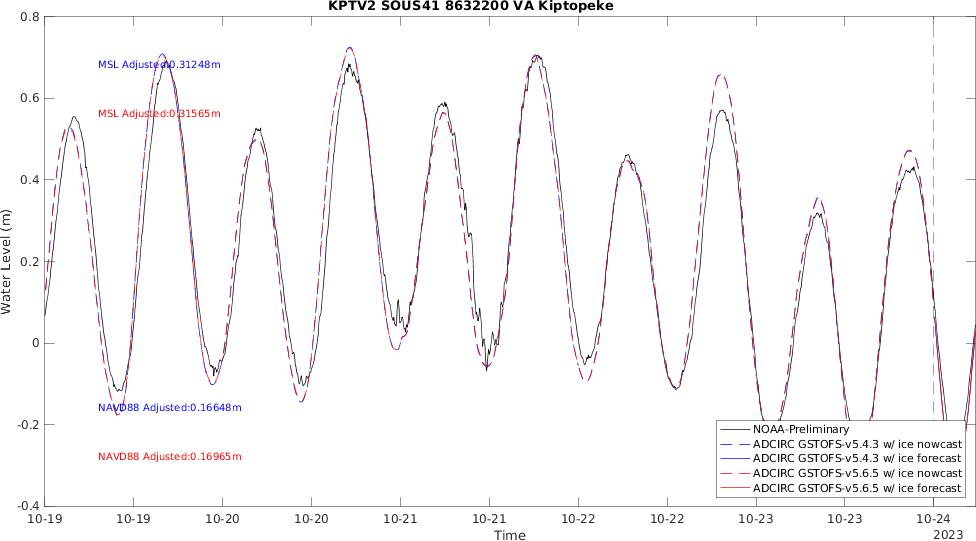 KPTV2 SOUS41 8632200 VA Kiptopeke
0.8
0.6
0.4
0.2
0
-0.2
-0.4
Water Level (m)
MSL Adjusted:0.31248m
MSL Adjusted:0.31565m
NAVD88 Adjusted:0.16648m
NAVD88 Adjusted:0.16965m
NOAA-Preliminary
ADCIRC GSTOFS-v5.4.3 w/ ice nowcast
ADCIRC GSTOFS-v5.4.3 w/ ice forecast
ADCIRC GSTOFS-v5.6.5 w/ ice nowcast
ADCIRC GSTOFS-v5.6.5 w/ ice forecast
10-19 10-19 10-20 10-20 10-21 10-21 10-22 10-22 10-23 10-23 10-24
Time
2023